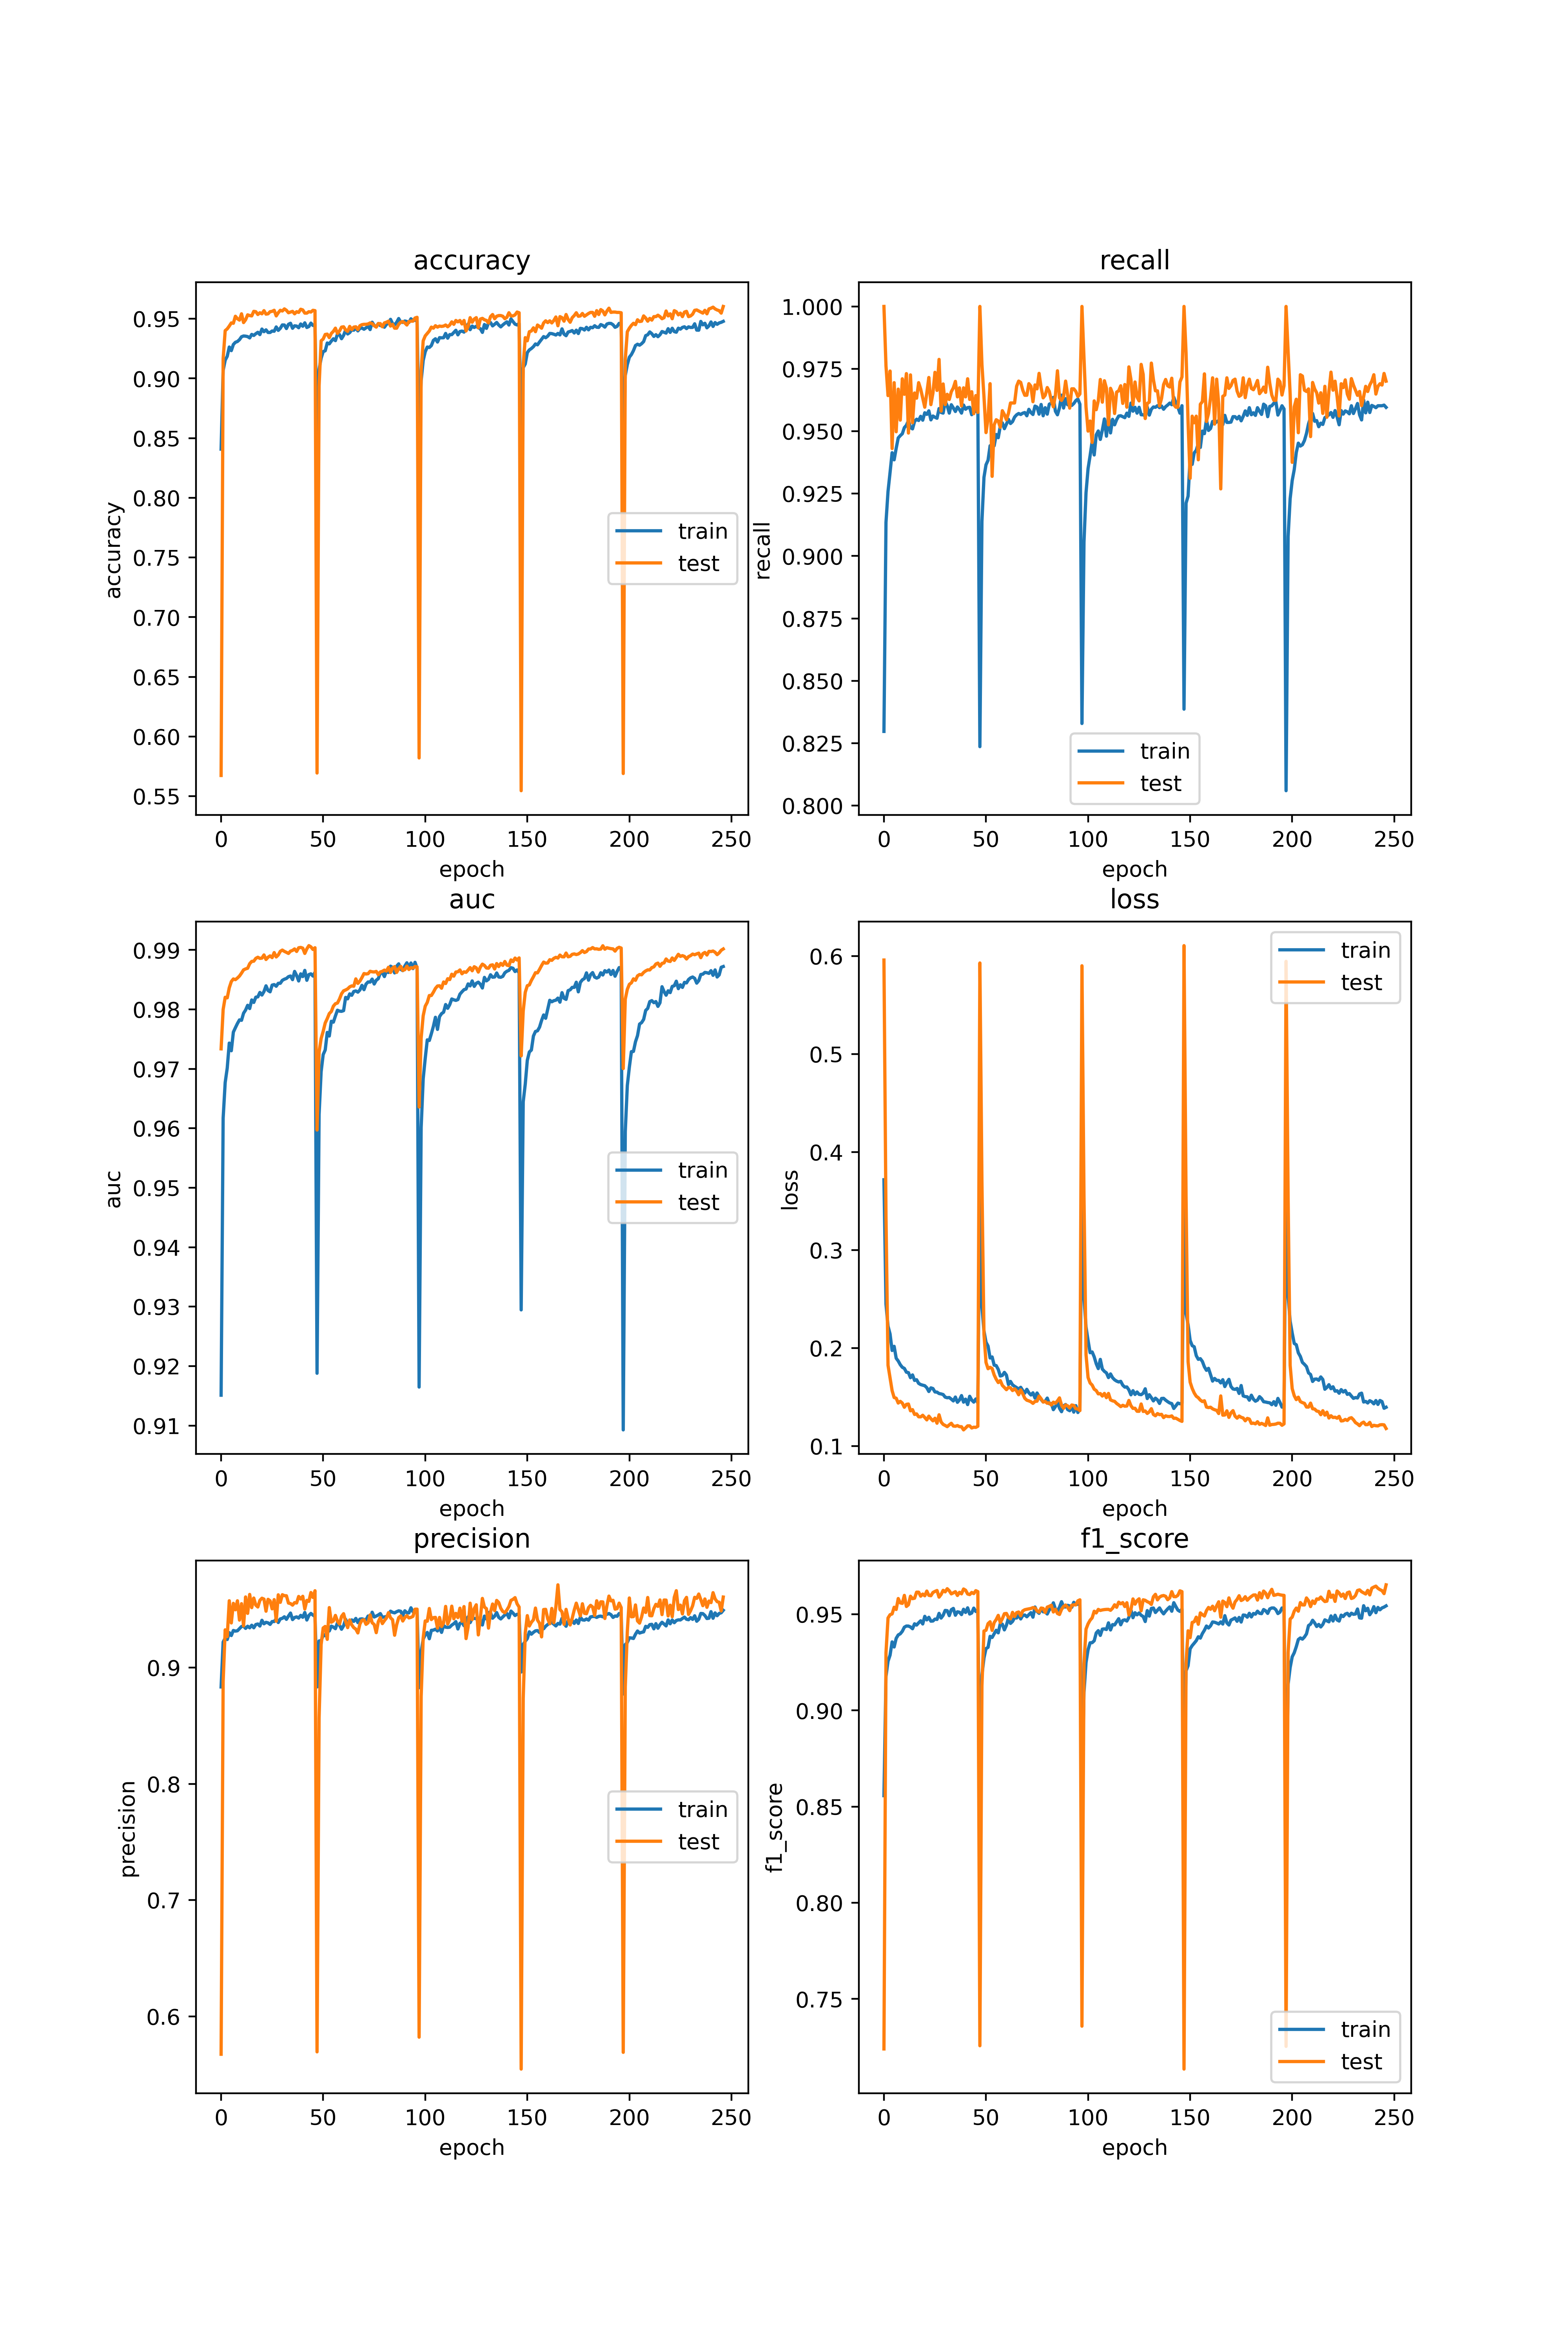 accuracy
recall
0.95
0.90
0.85
0.80
0.75
0.70
0.65
0.60
0.55
accuracy
train
test
0
50
100
150
200
250
epoch
1.000
0.975
0.950
0.925
0.900
0.875
0.850
0.825
0.800
recall
train
test
0
50
100
150
200
250
epoch
auc
loss
0.99
0.98
0.97
0.96
0.95
0.94
0.93
0.92
0.91
auc
train
test
0
50
100
150
200
250
epoch
0.6
0.5
0.4
0.3
0.2
0.1
loss
train
test
0
50
100
150
200
250
epoch
precision
f1_score
0.9
0.8
0.7
0.6
precision
train
test
0
50
100
150
200
250
epoch
0.95
0.90
0.85
0.80
0.75
f1_score
train
test
0
50
100
150
200
250
epoch